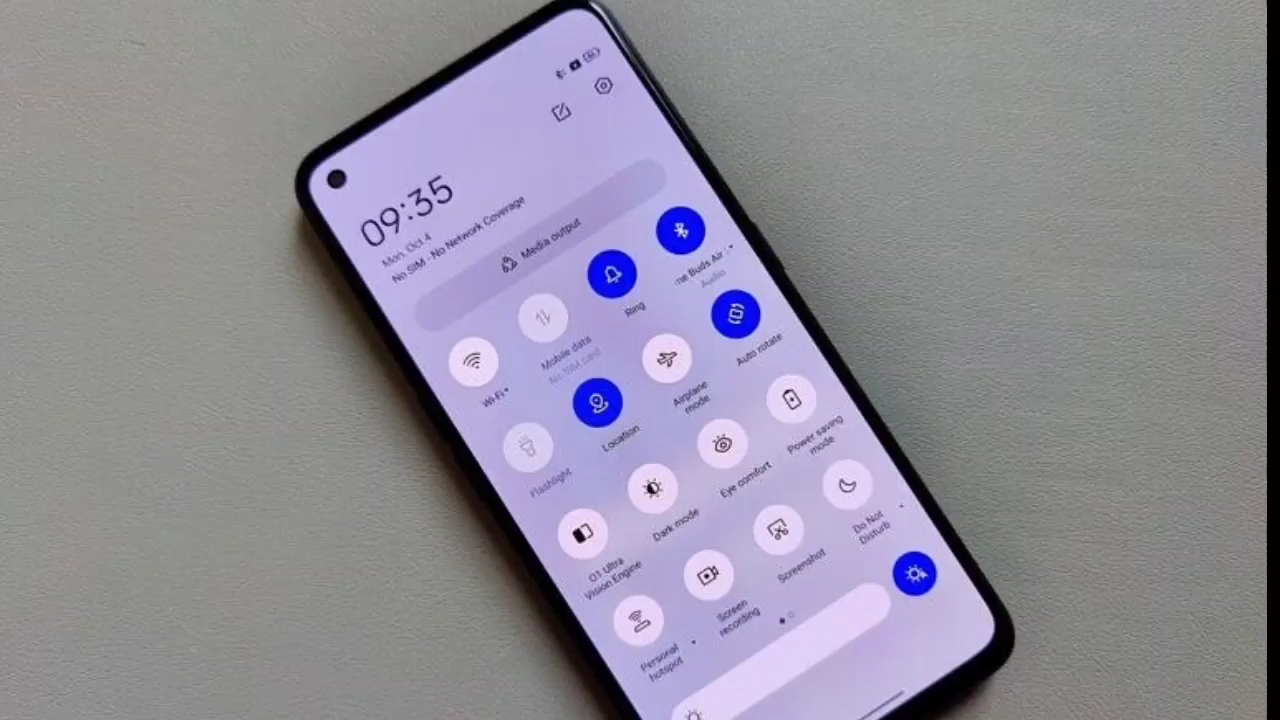 09:35
Mon, Oct 4
No SIM - No Network Coverage
Media output
Wi-Fi
Mobile data
No SIM card
Ring
me Buds Air
Audio
Flashlight
Location
Airplane
mode
Auto rotate
O1 Ultra
Vision Engine
Dark mode
Eye comfort
Power saving
mode
Personal
hotspot
Screen
recording
Screenshot
Do Not
Disturb